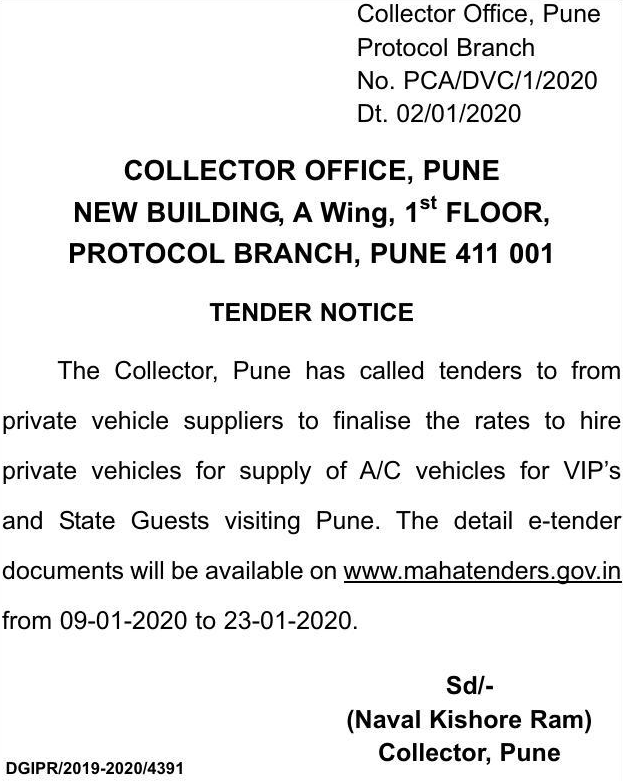 Collector Office, Pune
Protocol Branch
No. PCA/DVC/1/2020
Dt. 02/01/2020
COLLECTOR OFFICE, PUNE
NEW BUILDING, A Wing, 1st FLOOR,
PROTOCOL BRANCH, PUNE 411 001
TENDER NOTICE
The Collector, Pune has called tenders to from
private vehicle suppliers to finalise the rates to hire
private vehicles for supply of A/C vehicles for VIP’s
and State Guests visiting Pune. The detail e-tender
documents will be available on www.mahatenders.gov.in
from 09-01-2020 to 23-01-2020.
Sd/-
(Naval Kishore Ram)
Collector, Pune
DGIPR/2019-2020/4391